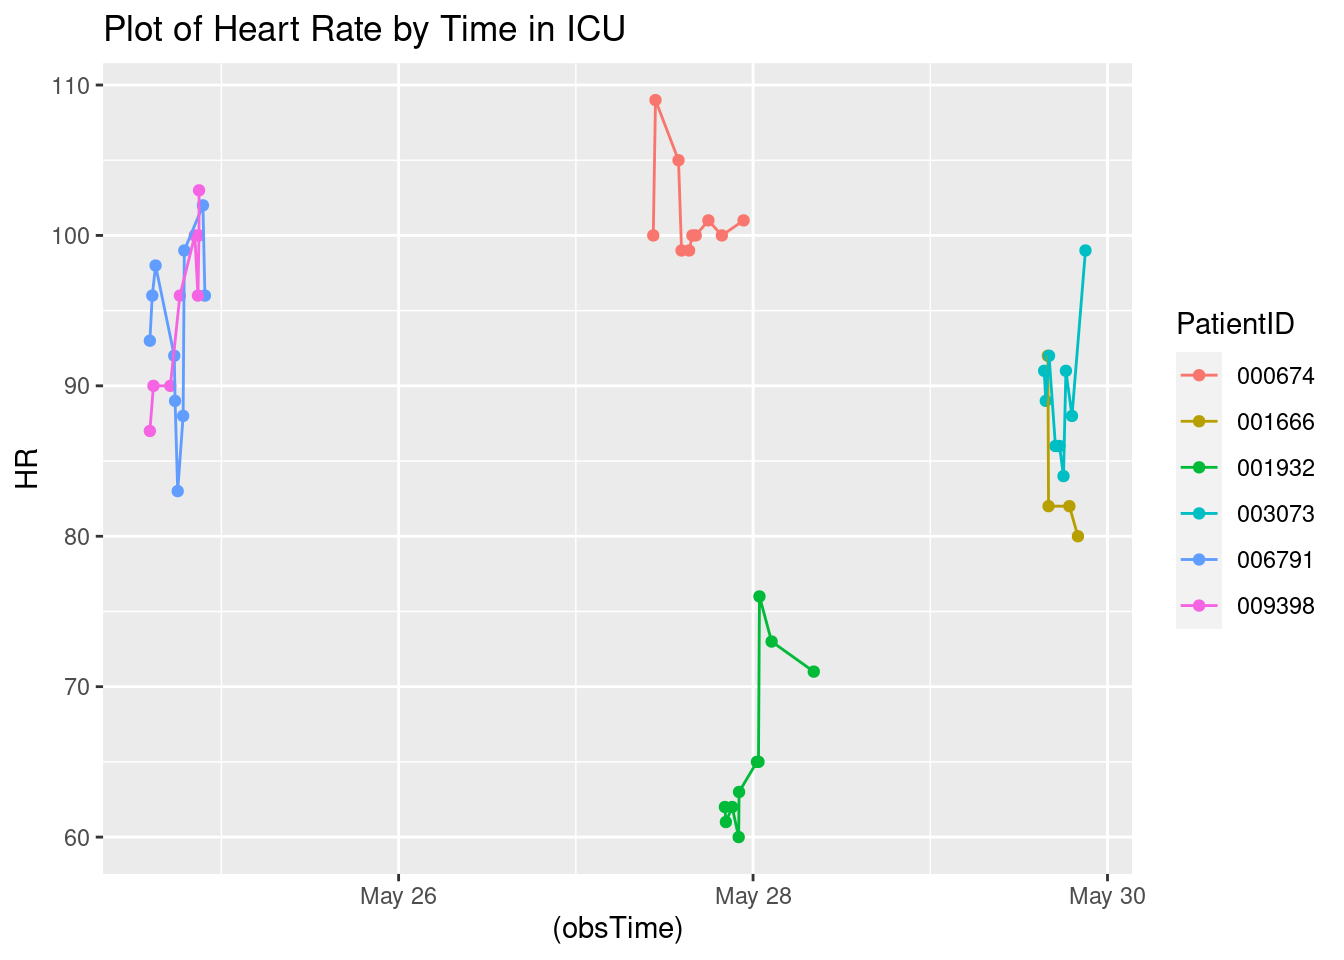 Plot of Heart Rate by Time in ICU
110
100
90
80
70
60
HR
May 26
May 28
May 30
(obsTime)
PatientID
000674
001666
001932
003073
006791
009398